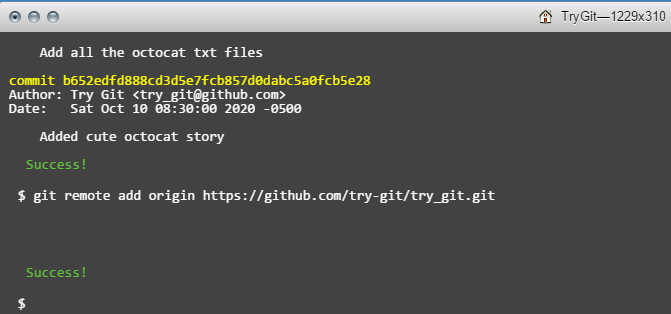 TryGit—1229x310
Add all the octocat txt files
commit b652edfd888cd3d5e7fcb857d0dabc5a0fcb5e28
Author: Try Git <try_git@github.com>
Date:   Sat Oct 10 08:30:00 2020 -0500
Added cute octocat story
Success!
$ git remote add origin https://github.com/try-git/try_git.git
Success!
$